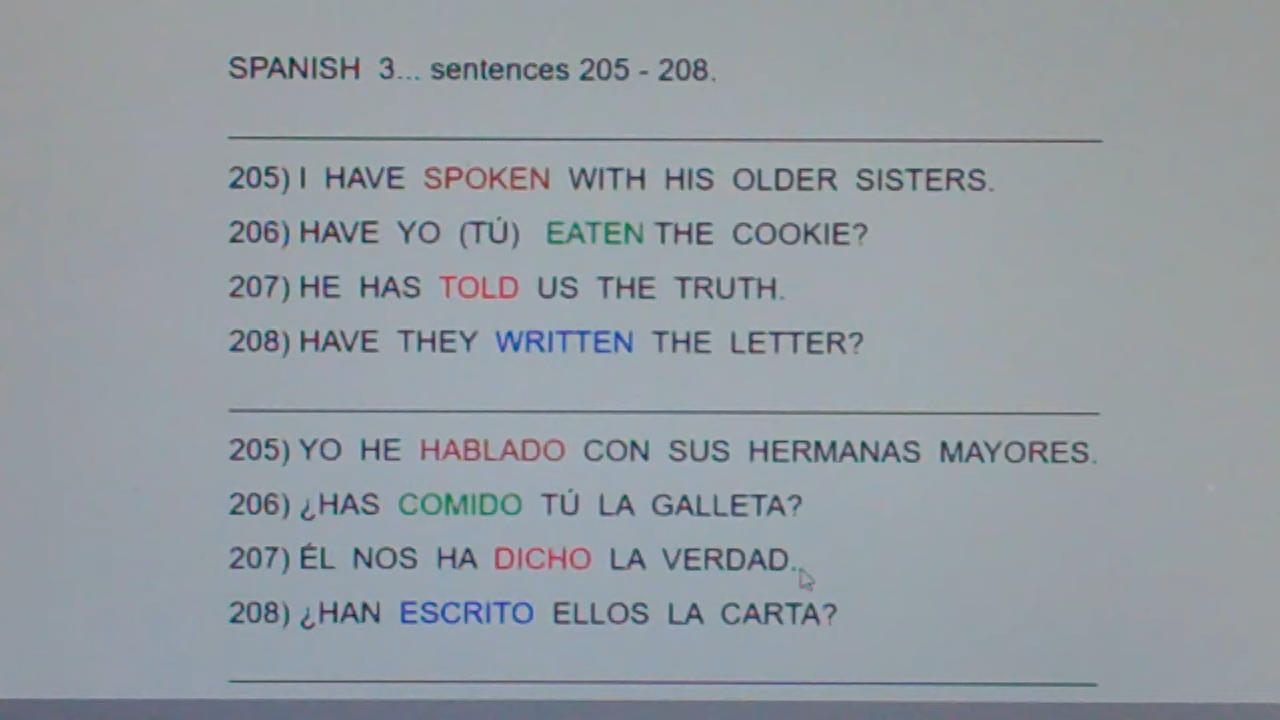 SPANISH 3... sentences 205 - 208.
205) I HAVE SPOKEN WITH HIS OLDER SISTERS.
206) HAVE YO (TÚ) EATEN THE COOKIE?
207) HE HAS TOLD US THE TRUTH.
208) HAVE THEY WRITTEN THE LETTER?
205) YO HE HABLADO CON SUS HERMANAS MAYORES.
206) ¿HAS COMIDO TÚ LA GALLETA?
207) ÉL NOS HA DICHO LA VERDAD.
208) ¿HAN ESCRITO ELLOS LA CARTA?